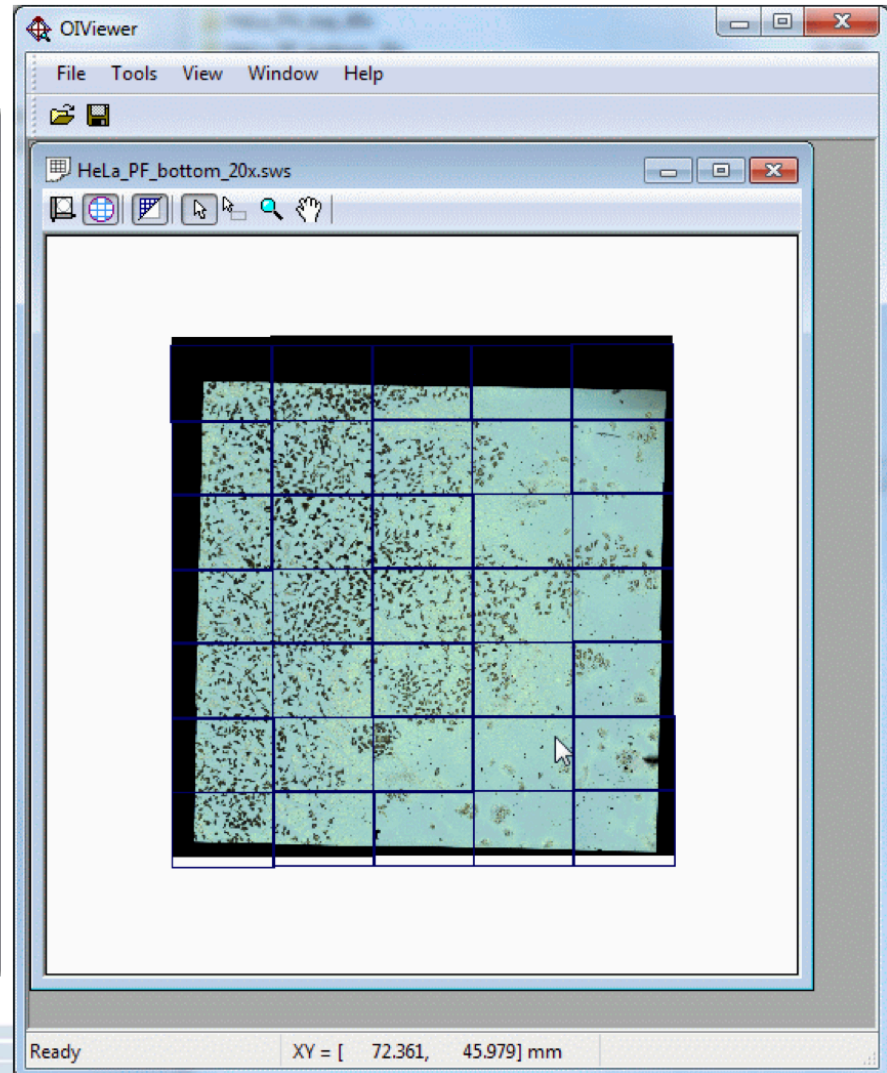 OIViewer
File Tools View Window Help
HeLa_PF_bottom_20x.sws
Ready XY = [ 72.361, 45.979] mm